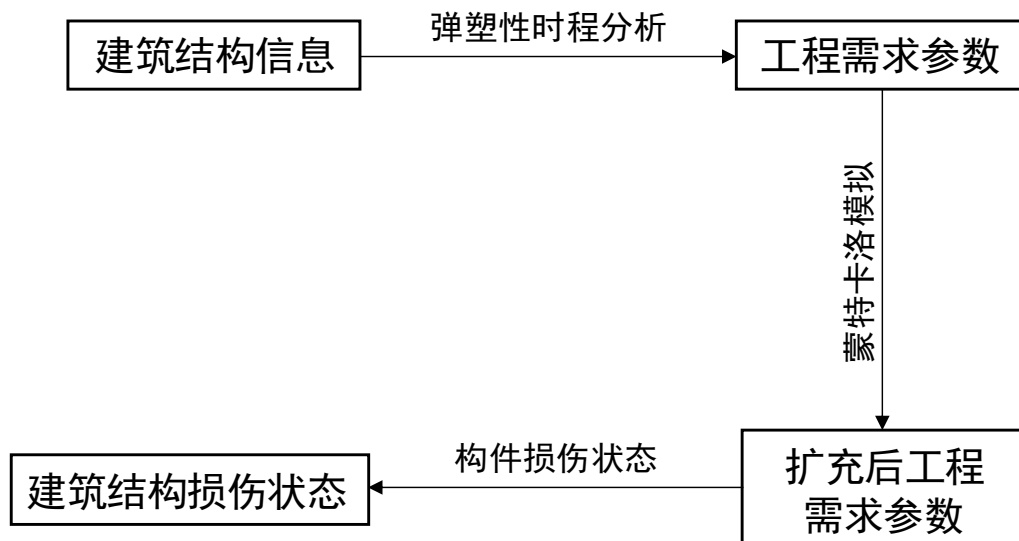 建筑结构信息
弹塑性时程分析
工程需求参数
蒙特卡洛模拟
扩充后工程
需求参数
构件损伤状态
建筑结构损伤状态